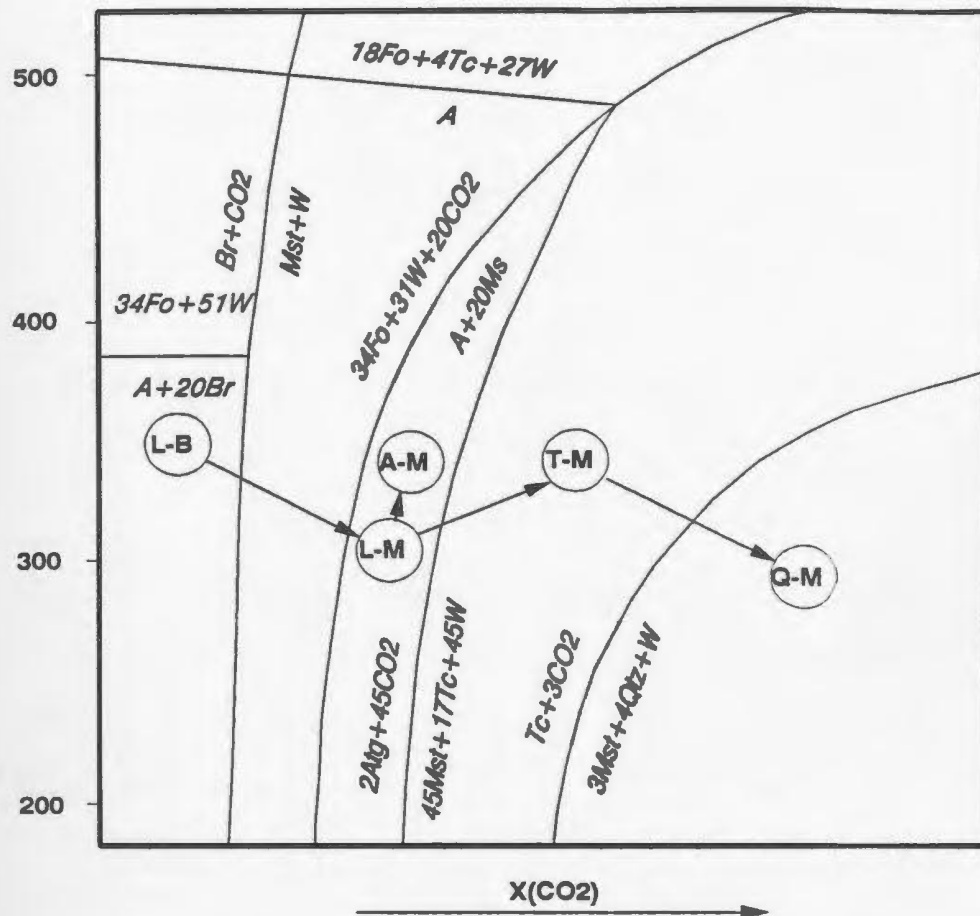 500
400
300
200
18Fo+4Tc+27W
A
Br+CO2
Mst+W
34Fo+51W
A+20Br
34Fo+31W+20CO2
A+20Ms
L-B
A-M
T-M
L-M
Q-M
2Atg+45CO2
45Mst+17Tc+45W
Tc+3CO2
3Mst+4Qtz+W
X(CO2)